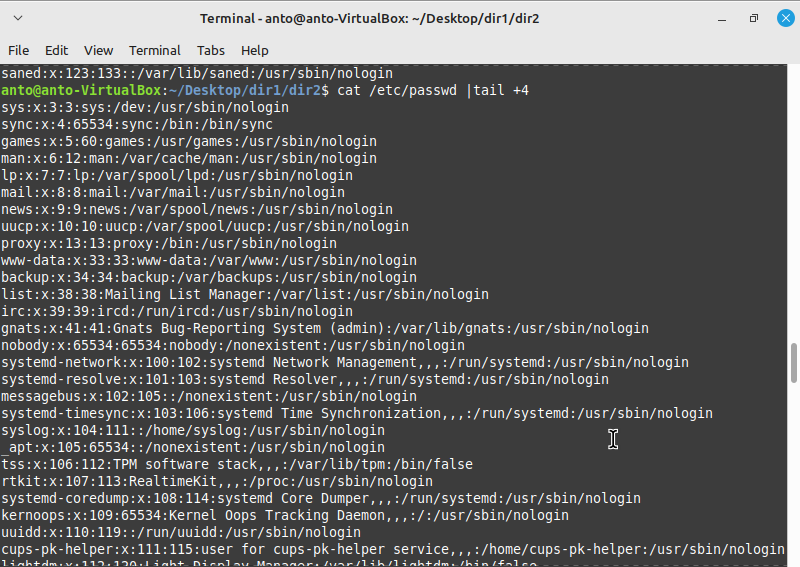 Terminal - anto@anto-VirtualBox: ~/Desktop/dir1/dir2
File Edit View Terminal Tabs Help
saned:x:123:133::/var/lib/saned:/usr/sbin/nologin
anto@anto-VirtualBox:~/Desktop/dir1/dir2$ cat /etc/passwd |tail +4
sys:x:3:3:sys:/dev:/usr/sbin/nologin
sync:x:4:65534:sync:/bin:/bin/sync
games:x:5:60:games:/usr/games:/usr/sbin/nologin
man:x:6:12:man:/var/cache/man:/usr/sbin/nologin
lp:x:7:7:lp:/var/spool/lpd:/usr/sbin/nologin
mail:x:8:8:mail:/var/mail:/usr/sbin/nologin
news:x:9:9:news:/var/spool/news:/usr/sbin/nologin
uucp:x:10:10:uucp:/var/spool/uucp:/usr/sbin/nologin
proxy:x:13:13:proxy:/bin:/usr/sbin/nologin
www-data:x:33:33:www-data:/var/www:/usr/sbin/nologin
backup:x:34:34:backup:/var/backups:/usr/sbin/nologin
list:x:38:38:Mailing List Manager:/var/list:/usr/sbin/nologin
irc:x:39:39:ircd:/run/ircd:/usr/sbin/nologin
gnats:x:41:41:Gnats Bug-Reporting System (admin):/var/lib/gnats:/usr/sbin/nologin
nobody:x:65534:65534:nobody:/nonexistent:/usr/sbin/nologin
systemd-network:x:100:102:systemd Network Management,,,:/run/systemd:/usr/sbin/nologin
systemd-resolve:x:101:103:systemd Resolver,,,:/run/systemd:/usr/sbin/nologin
messagebus:x:102:105::/nonexistent:/usr/sbin/nologin
systemd-timesync:x:103:106:systemd Time Synchronization,,,:/run/systemd:/usr/sbin/nologin
syslog:x:104:111::/home/syslog:/usr/sbin/nologin
_apt:x:105:65534::/nonexistent:/usr/sbin/nologin
tss:x:106:112:TPM software stack,,,:/var/lib/tpm:/bin/false
rtkit:x:107:113:RealtimeKit,,,:/proc:/usr/sbin/nologin
systemd-coredump:x:108:114:systemd Core Dumper,,,:/run/systemd:/usr/sbin/nologin
kernoops:x:109:65534:Kernel Oops Tracking Daemon,,,:/:/usr/sbin/nologin
uuidd:x:110:119::/run/uuidd:/usr/sbin/nologin
cups-pk-helper:x:111:115:user for cups-pk-helper service,,,:/home/cups-pk-helper:/usr/sbin/nologin
lightdm:x:112:120:Light Display Manager:/var/lib/lightdm:/bin/false